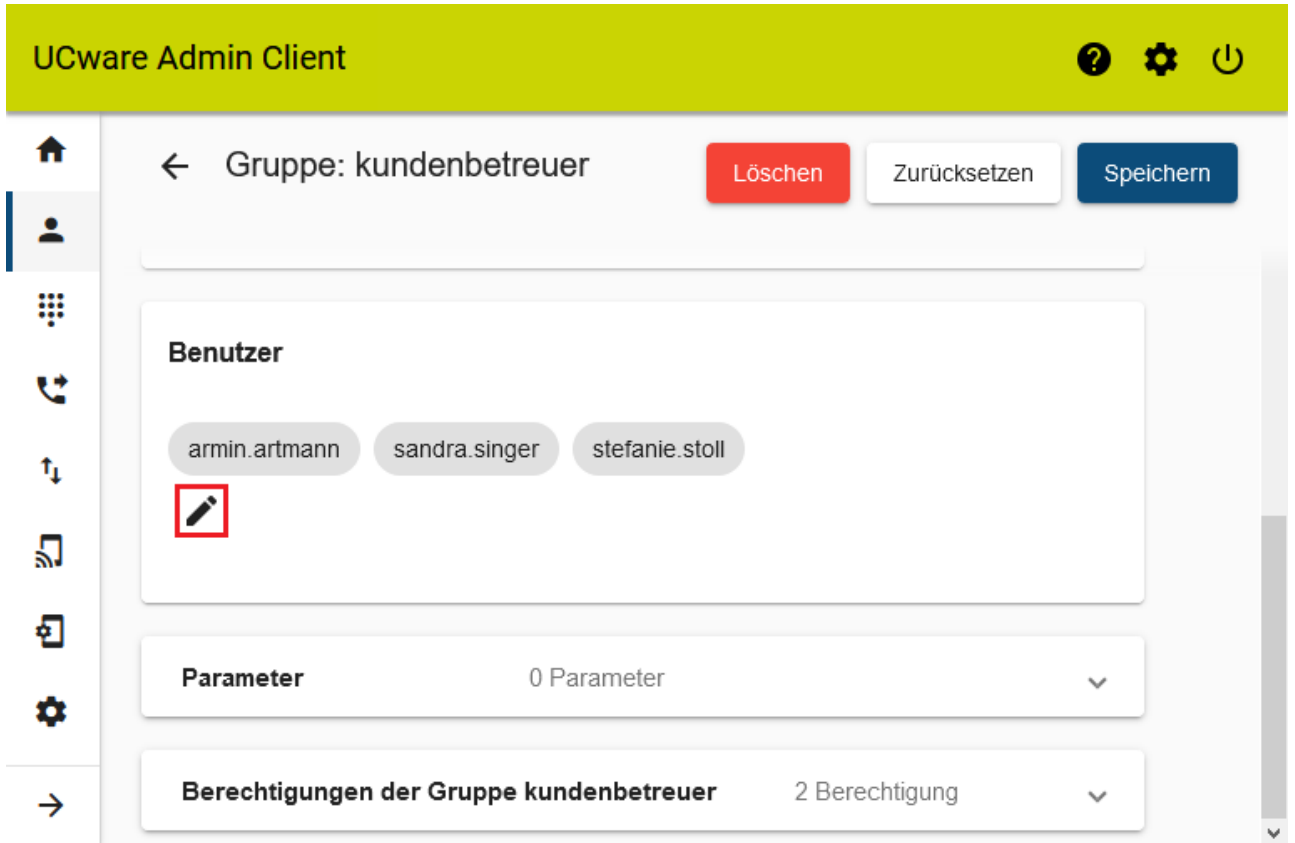 UCware Admin Client
Gruppe: kundenbetreuer
Löschen
Zurücksetzen
Speichern
Benutzer
armin.artmann
sandra.singer
stefanie.stoll
Parameter
0 Parameter
Berechtigungen der Gruppe kundenbetreuer
2 Berechtigung